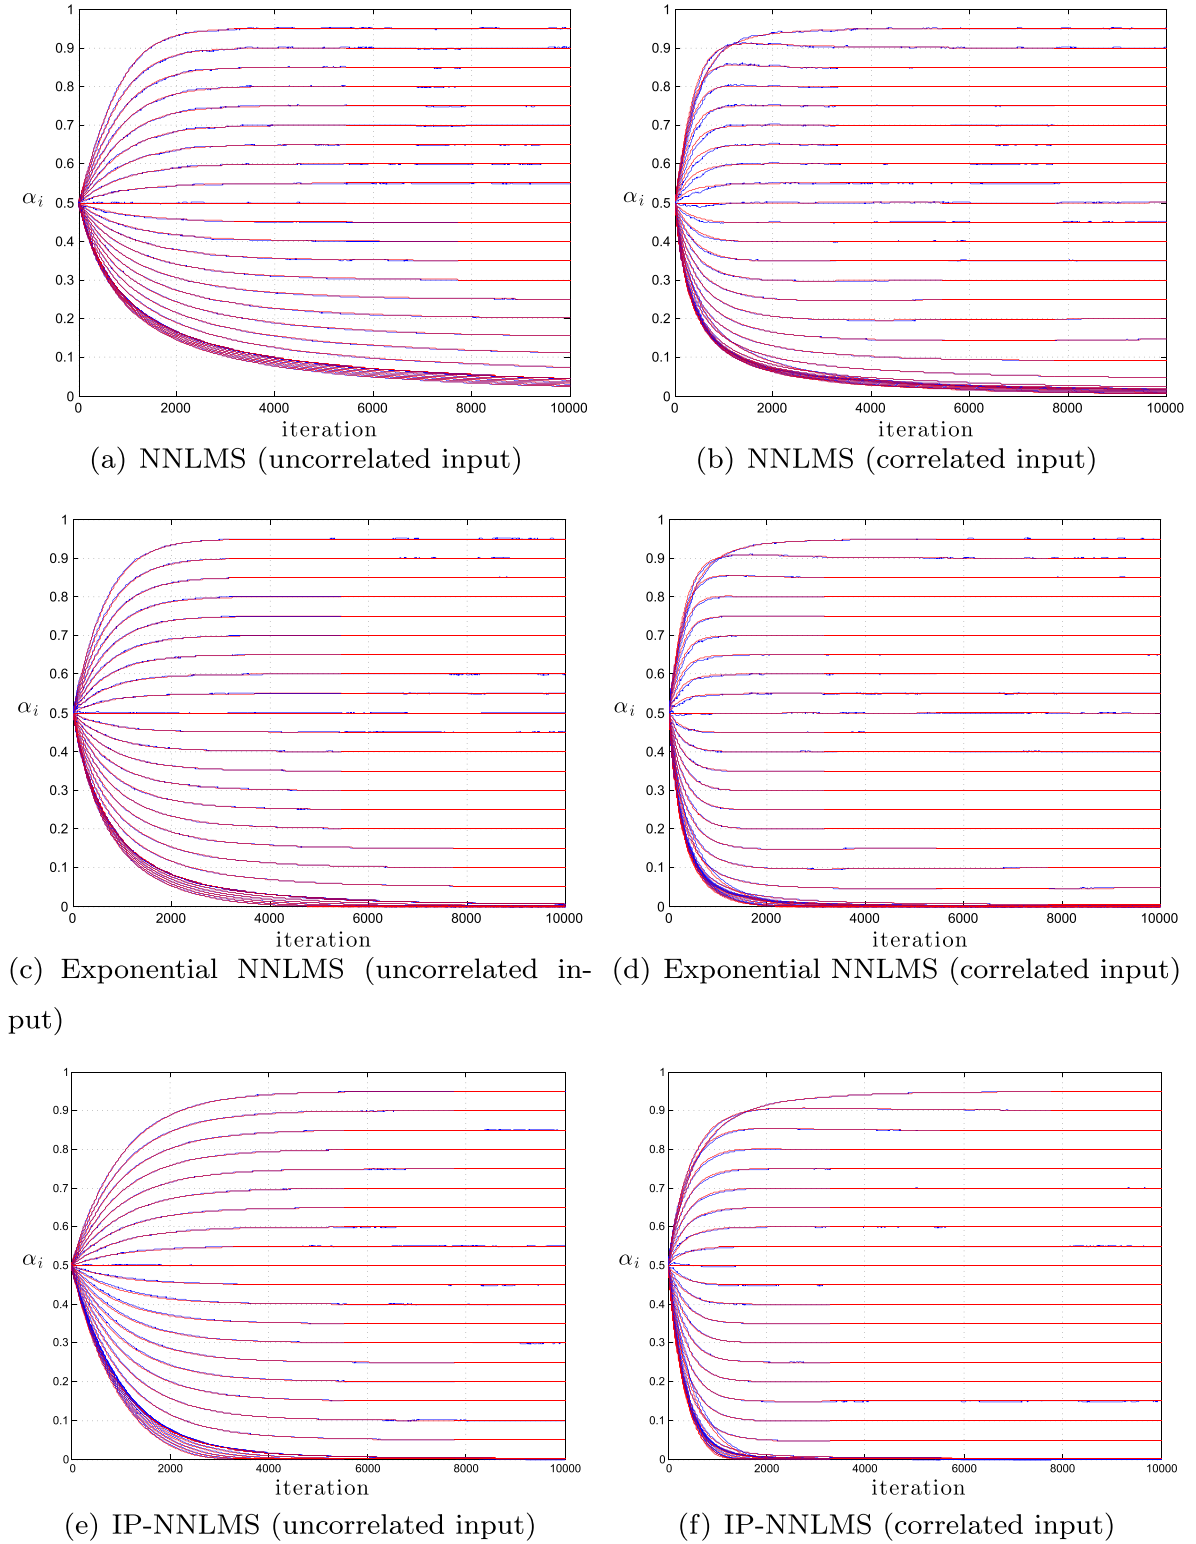 1 1
0.9 0.9
0.8 0.8
0.7 0.7
0.6 0.6
αi 0.5 αi 0.5
0.4 0.4
0.3 0.3
0.2 0.2
0.1 0.1
0 0
0 2000 4000 6000 8000 10000 0 2000 4000 6000 8000 10000
iteration iteration
(a) NNLMS (uncorrelated input) (b) NNLMS (correlated input)
1 1
0.9 0.9
0.8 0.8
0.7 0.7
0.6 0.6
αi 0.5 αi 0.5
0.4 0.4
0.3 0.3
0.2 0.2
0.1 0.1
0 0
0 2000 4000 6000 8000 10000 0 2000 4000 6000 8000 10000
iteration iteration
(c) Exponential NNLMS (uncorrelated in- (d) Exponential NNLMS (correlated input)
put)
1 1
0.9 0.9
0.8 0.8
0.7 0.7
0.6 0.6
αi 0.5 αi 0.5
0.4 0.4
0.3 0.3
0.2 0.2
0.1 0.1
0 0
0 2000 4000 6000 8000 10000 0 2000 4000 6000 8000 10000
iteration iteration
(e) IP-NNLMS (uncorrelated input) (f) IP-NNLMS (correlated input)